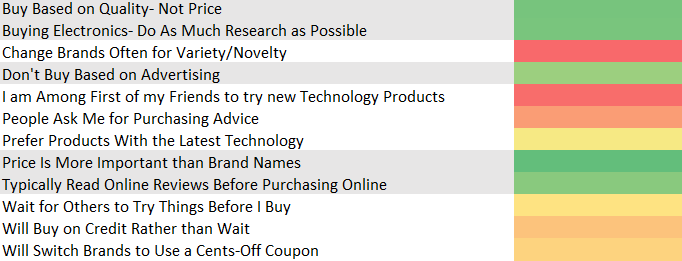 Buy Based on Quality- Not Price
Buying Electronics- Do As Much Research as Possible
Change Brands Often for Variety/Novelty
Don't Buy Based on Advertising
I am Among First of my Friends to try new Technology Products
People Ask Me for Purchasing Advice
Prefer Products With the Latest Technology
Price Is More Important than Brand Names
Typically Read Online Reviews Before Purchasing Online
Wait for Others to Try Things Before I Buy
Will Buy on Credit Rather than Wait
Will Switch Brands to Use a Cents-Off Coupon